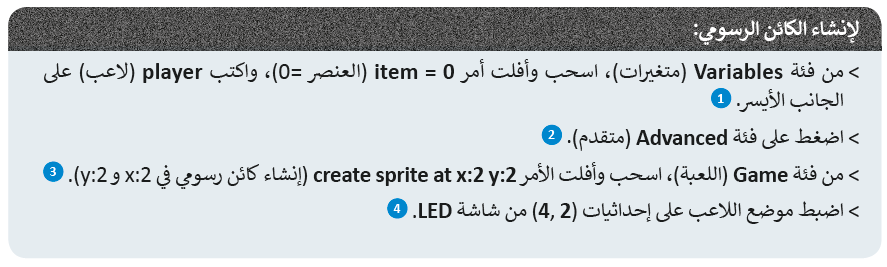 لإنشاء الكائن الرسومي:
> من فئة Variables (متغيرات)، اسحب وأفلت أمر item = 0 (العنصر =0)، واكتب player (لاعب) على
الجانب الأيسر. 1
> اضغط على فئة Advanced (متقدم). 2
> من فئة Game (اللعبة)، اسحب وأفلت الأمر create sprite at x:2 y:2 (إنشاء كائن رسومي في x:2 و y:2). 3
> اضبط موضع اللاعب على إحداثيات (4, 2) من شاشة LED. 4